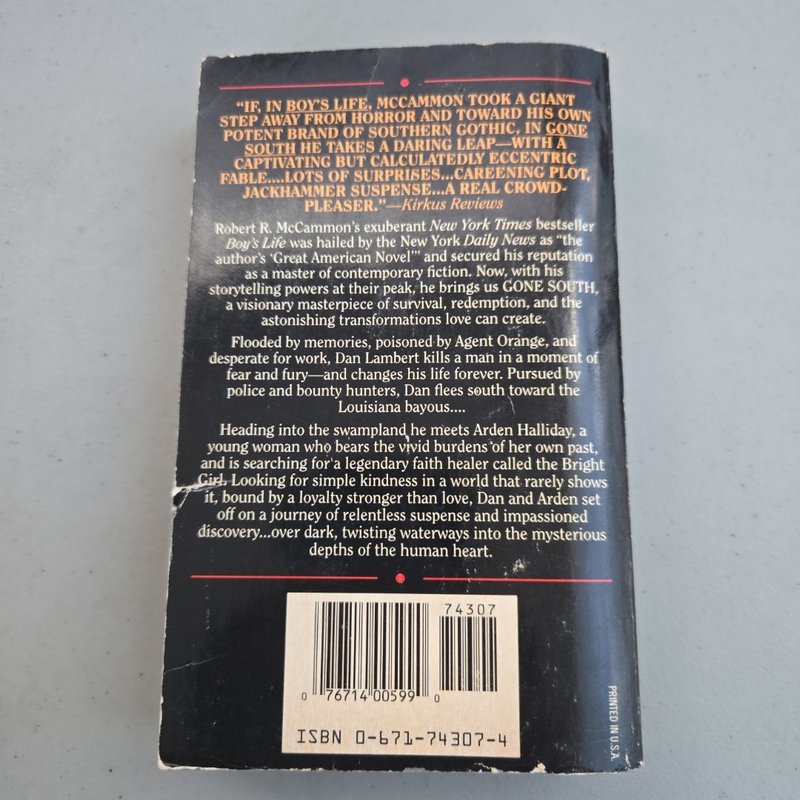 "IF, IN BOY'S LIFE, MCCAMMON TOOK A GIANT
STEP AWAY FROM HORROR AND TOWARD HIS OWN
POTENT BRAND OF SOUTHERN GOTHIC, IN GONE
SOUTH HE TAKES A DARING LEAP—WITH A
CAPTIVATING BUT CALCULATEDLY ECCENTRIC
FABLE....LOTS OF SURPRISES...CAREENING PLOT,
JACKHAMMER SUSPENSE...A REAL CROWD-
PLEASER."—Kirkus Reviews
Robert R. McCammon's exuberant New York Times bestseller
Boy's Life was hailed by the New York Daily News as "the
author's 'Great American Novel'" and secured his reputation
as a master of contemporary fiction. Now, with his
storytelling powers at their peak, he brings us GONE SOUTH,
a visionary masterpiece of survival, redemption, and the
astonishing transformations love can create.
Flooded by memories, poisoned by Agent Orange, and
desperate for work, Dan Lambert kills a man in a moment of
fear and fury—and changes his life forever. Pursued by
police and bounty hunters, Dan flees south toward the
Louisiana bayous....
Heading into the swampland he meets Arden Halliday, a
young woman who bears the vivid burdens of her own past,
and is searching for a legendary faith healer called the Bright
Girl. Looking for simple kindness in a world that rarely shows
it, bound by a loyalty stronger than love, Dan and Arden set
off on a journey of relentless suspense and impassioned
discovery...over dark, twisting waterways into the mysterious
depths of the human heart.
74307
0 76714 00599 0
ISBN 0-671-74307-4
PRINTED IN U.S.A.